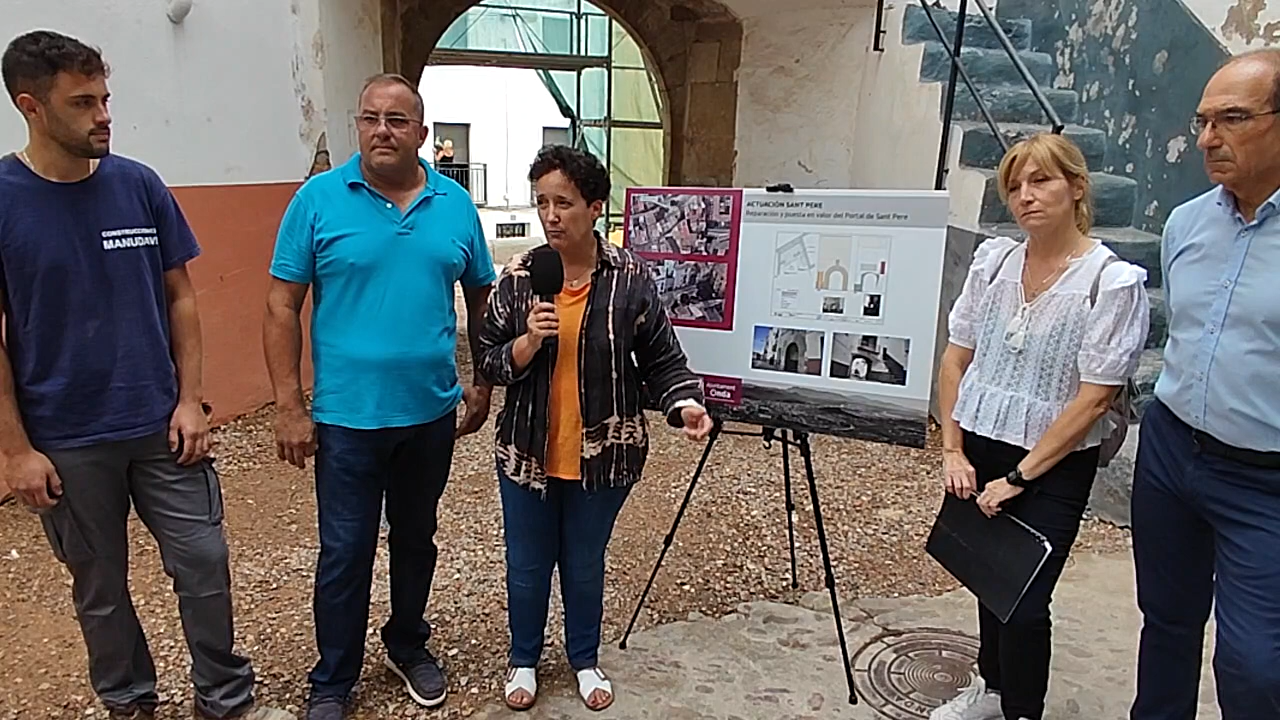 CONSTRUCCIONES
MANUDAVI
ACTUACIÓN SANT PERE
Reparación y puesta en valor del Portal de Sant Pere
Ajuntament
Onda